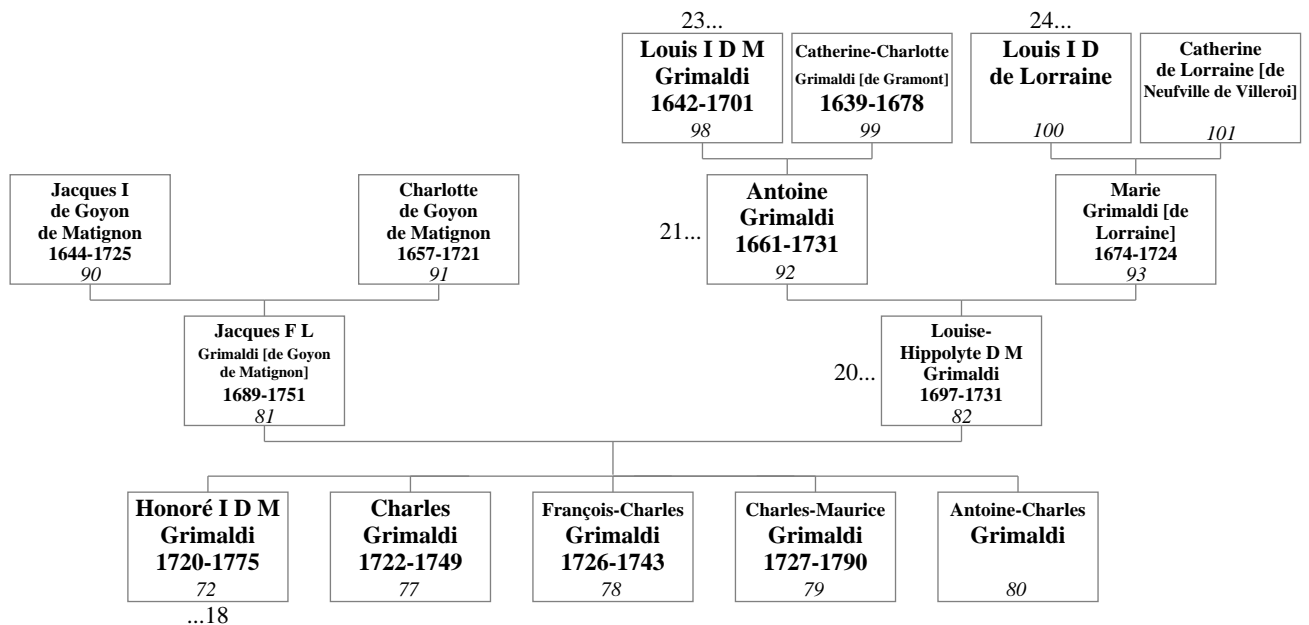 23...
Louis I D M
Grimaldi
1642-1701
98
Catherine-Charlotte
Grimaldi [de Gramont]
1639-1678
99
24...
Louis I D
de Lorraine
100
Catherine
de Lorraine [de
Neufville de Villeroi]
101
Jacques I
de Goyon
de Matignon
1644-1725
90
Charlotte
de Goyon
de Matignon
1657-1721
91
21...
Antoine
Grimaldi
1661-1731
92
Marie
Grimaldi [de
Lorraine]
1674-1724
93
Jacques F L
Grimaldi [de Goyon
de Matignon]
1689-1751
81
20...
Louise-
Hippolyte D M
Grimaldi
1697-1731
82
Honoré I D M
Grimaldi
1720-1775
72
...18
Charles
Grimaldi
1722-1749
77
François-Charles
Grimaldi
1726-1743
78
Charles-Maurice
Grimaldi
1727-1790
79
Antoine-Charles
Grimaldi
80